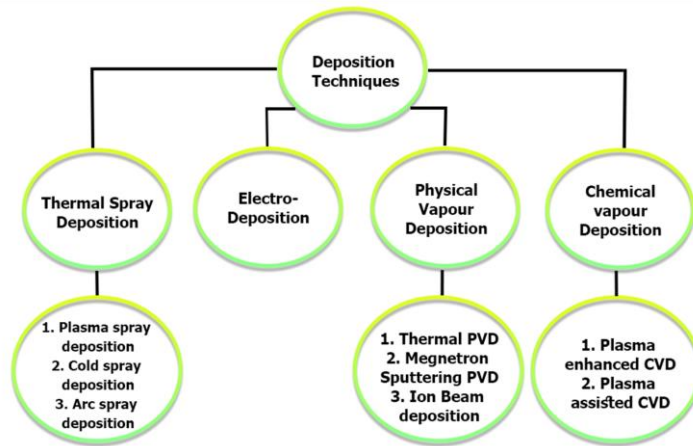 Deposition
Techniques
Thermal Spray
Deposition
Electro-
Deposition
Physical
Vapour
Deposition
Chemical
vapour
Deposition
1. Plasma spray
deposition
2. Cold spray
deposition
3. Arc spray
deposition
1. Thermal PVD
2. Megnetron
Sputtering PVD
3. Ion Beam
deposition
1. Plasma
enhanced CVD
2. Plasma
assisted CVD